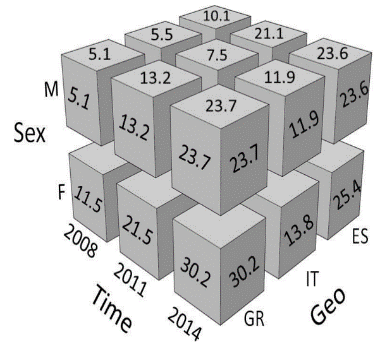 10.1
5.5 21.1
5.1 7.5 23.6
13.2 11.9
23.7
M 5.1 13.2 23.7 23.7 11.9 23.6
Sex
F 11.5 21.5 30.2 30.2 13.8 25.4
2008 2011 2014
Time
GR IT ES
Geo